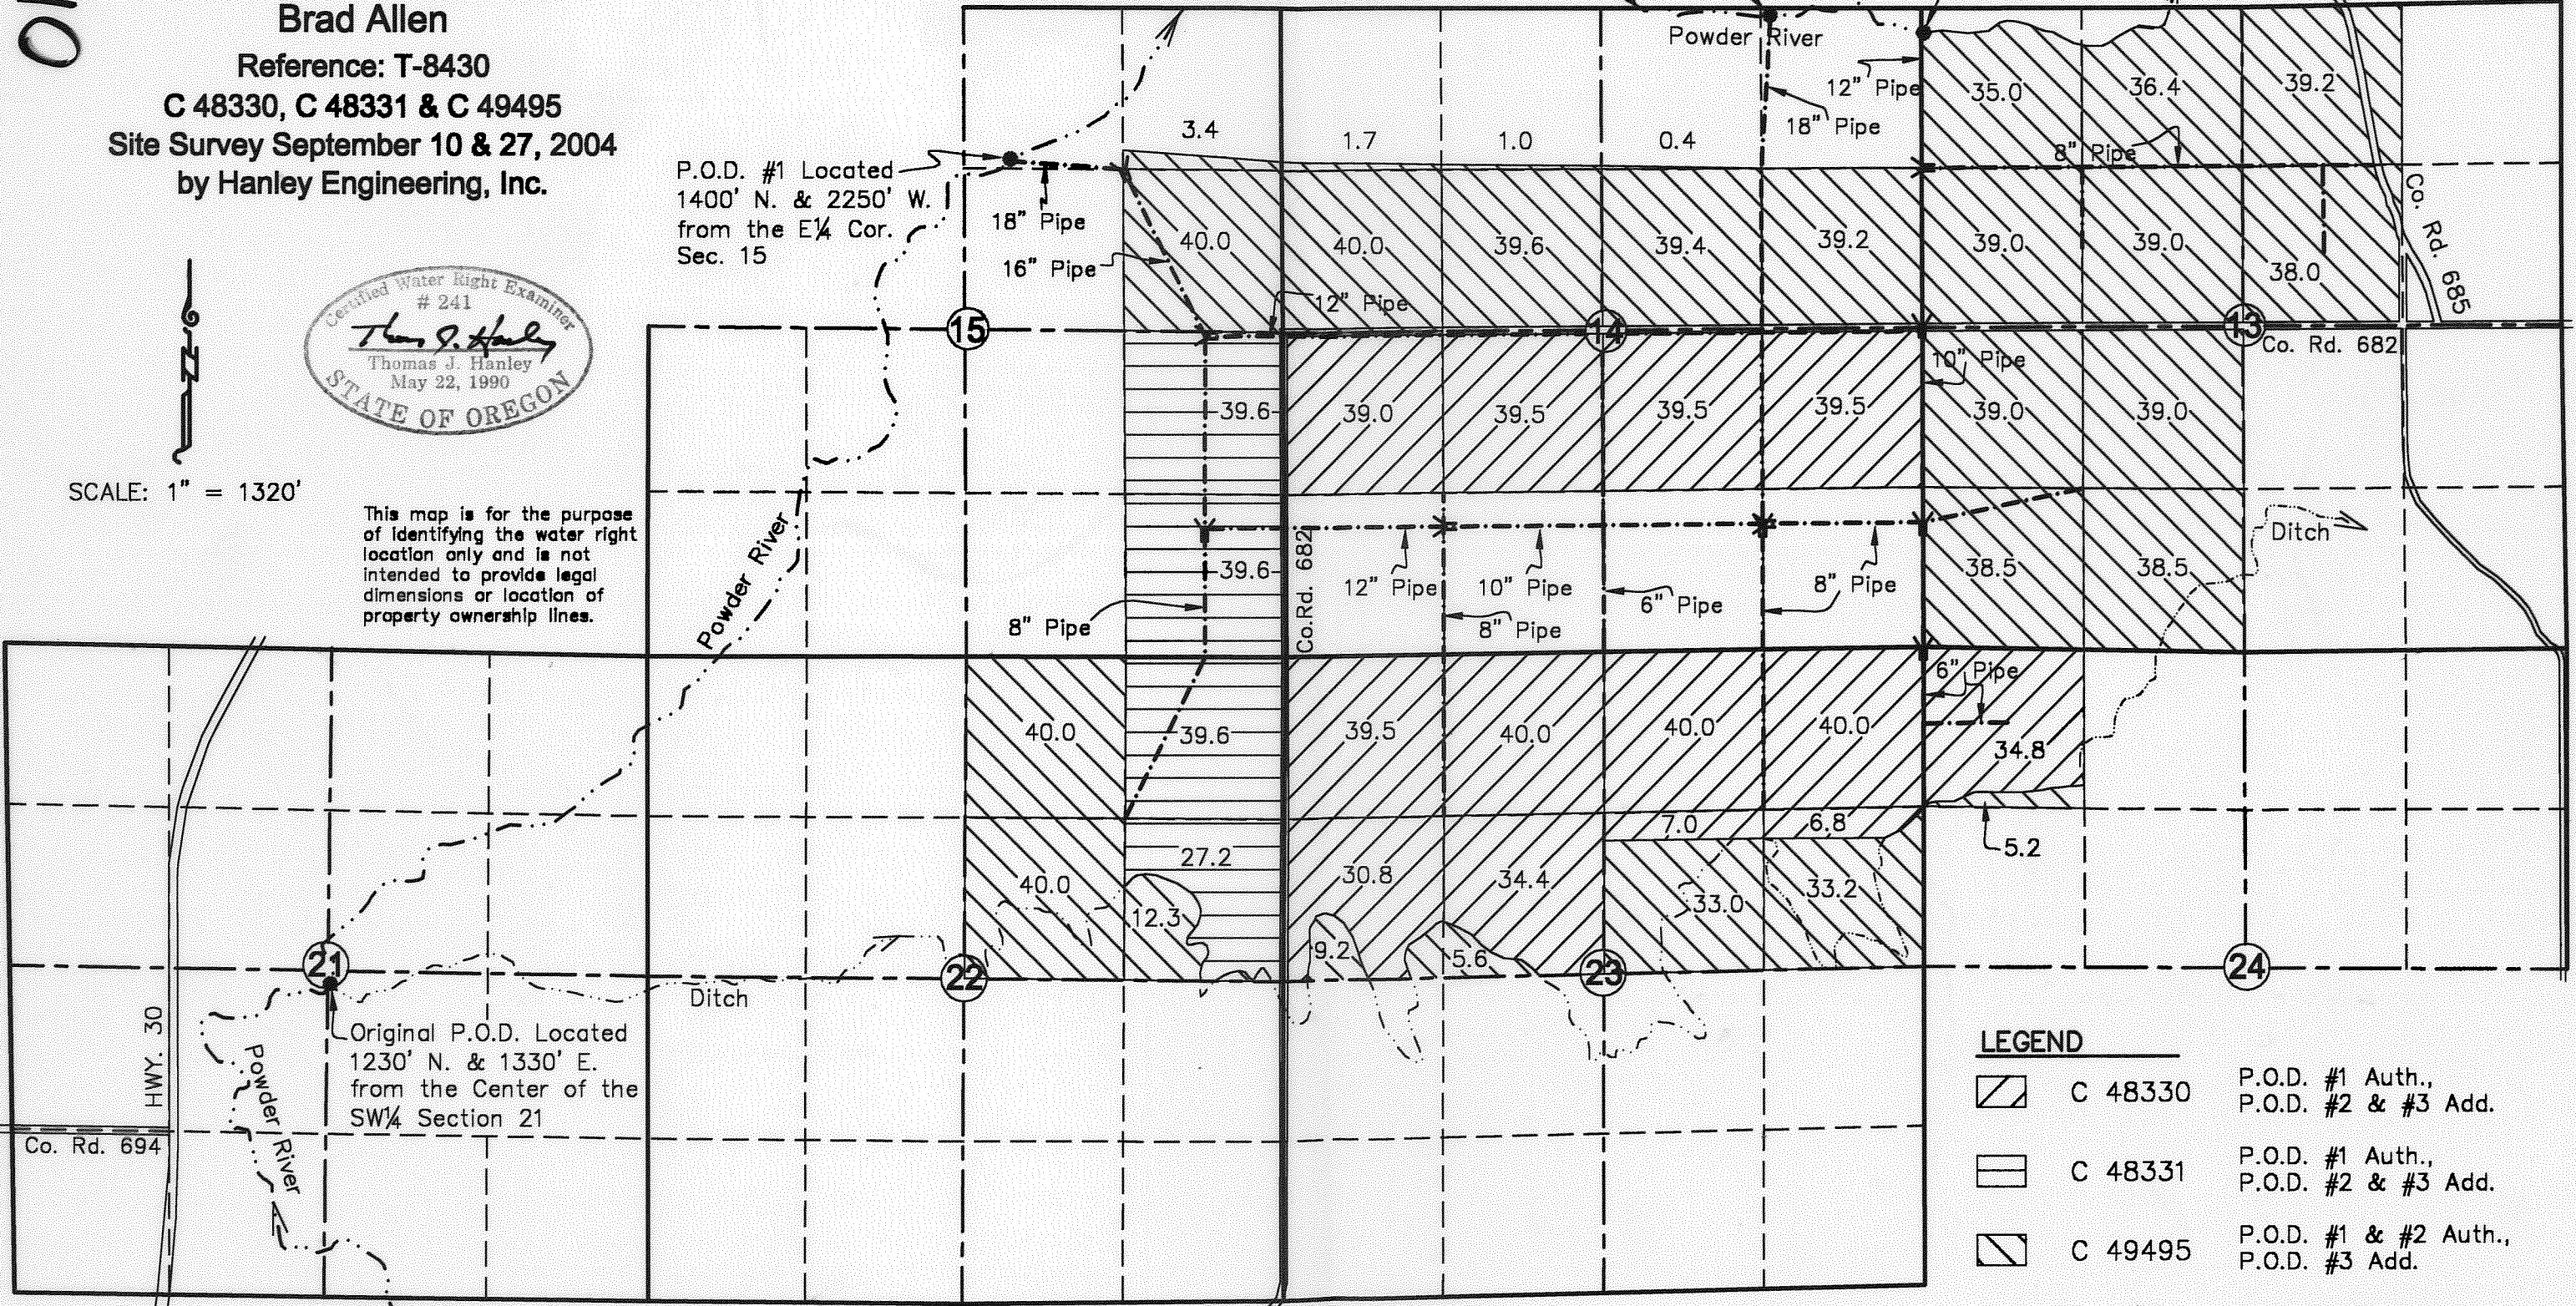 Brad Allen
Reference: T-8430
C 48330, C 48331 & C 49495
Site Survey September 10 & 27, 2004
by Hanley Engineering, Inc.
Certified Water Right Examiner
# 241
Thomas J. Hanley
May 22, 1990
STATE OF OREGON
N
SCALE: 1" = 1320'
This map is for the purpose
of identifying the water right
location only and is not
intended to provide legal
dimensions or location of
property ownership lines.
P.O.D. #1 Located
1400' N. & 2250' W.
from the E¼ Cor.
Sec. 15
18" Pipe
16" Pipe
Powder River
12" Pipe
18" Pipe
35.0
36.4
39.2
8" Pipe
3.4
1.7
1.0
0.4
40.0
40.0
39.6
39.4
39.2
39.0
39.0
38.0
Co. Rd. 685
12" Pipe
15
14
13
Co. Rd. 682
10" Pipe
39.6
39.0
39.5
39.5
39.5
39.0
39.0
Powder River
39.6
Co.Rd. 682
12" Pipe
10" Pipe
6" Pipe
8" Pipe
38.5
38.5
Ditch
8" Pipe
8" Pipe
6" Pipe
40.0
39.6
39.5
40.0
40.0
40.0
34.8
7.0
6.8
5.2
40.0
12.3
27.2
30.8
34.4
33.0
33.2
9.2
5.6
21
22
23
24
Ditch
Original P.O.D. Located
1230' N. & 1330' E.
from the Center of the
SW¼ Section 21
HWY. 30
Powder River
Co. Rd. 694
LEGEND
C 48330 P.O.D. #1 Auth.,
P.O.D. #2 & #3 Add.
C 48331 P.O.D. #1 Auth.,
P.O.D. #2 & #3 Add.
C 49495 P.O.D. #1 & #2 Auth.,
P.O.D. #3 Add.